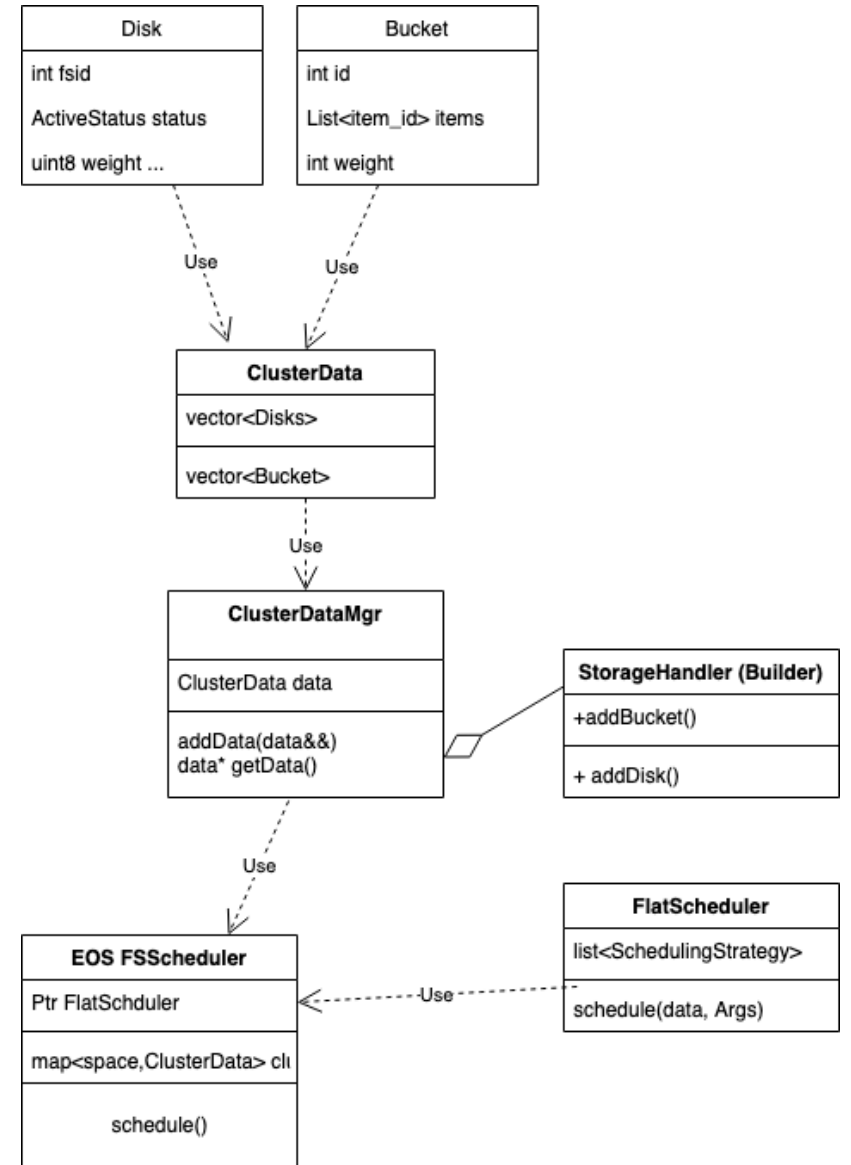 Disk
int fsid
ActiveStatus status
uint8 weight ...
Bucket
int id
List<item_id> items
int weight
Use
Use
ClusterData
vector<Disks>
vector<Bucket>
Use
ClusterDataMgr
ClusterData data
addData(data&&)
data* getData()
StorageHandler (Builder)
+addBucket()
+ addDisk()
Use
FlatScheduler
list<SchedulingStrategy>
schedule(data, Args)
Use
EOS FSScheduler
Ptr FlatSchduler
map<space,ClusterData> clu
schedule()